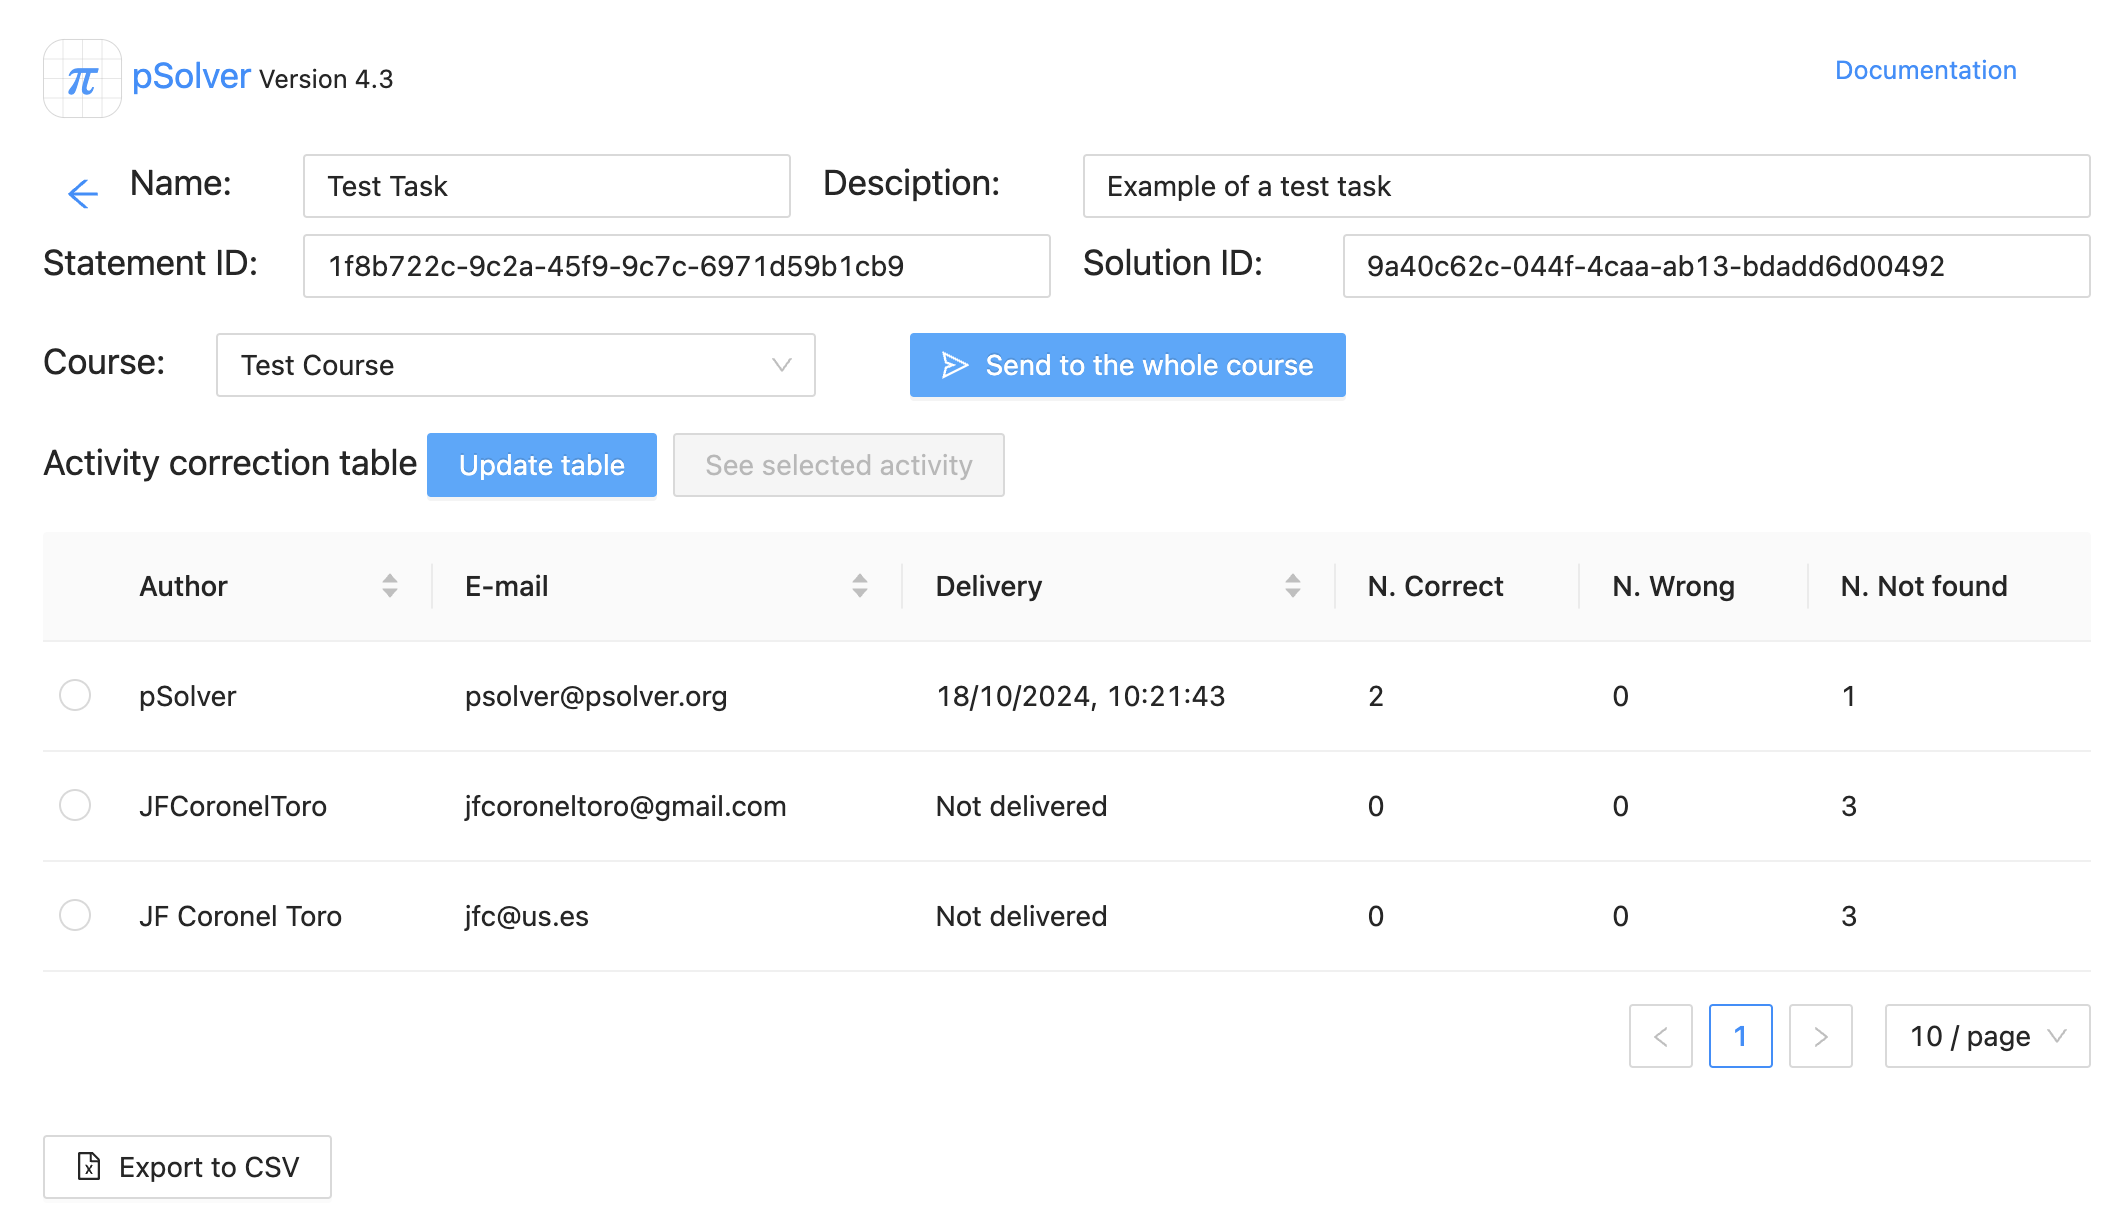 π pSolver Version 4.3 Documentation
Name: Test Task Desciption: Example of a test task
Statement ID: 1f8b722c-9c2a-45f9-9c7c-6971d59b1cb9 Solution ID: 9a40c62c-044f-4caa-ab13-bdadd6d00492
Course: Test Course Send to the whole course
Activity correction table Update table See selected activity
Author E-mail Delivery N. Correct N. Wrong N. Not found
pSolver psolver@psolver.org 18/10/2024, 10:21:43 2 0 1
JFCoronelToro jfcoroneltoro@gmail.com Not delivered 0 0 3
JF Coronel Toro jfc@us.es Not delivered 0 0 3
< 1 > 10 / page
Export to CSV